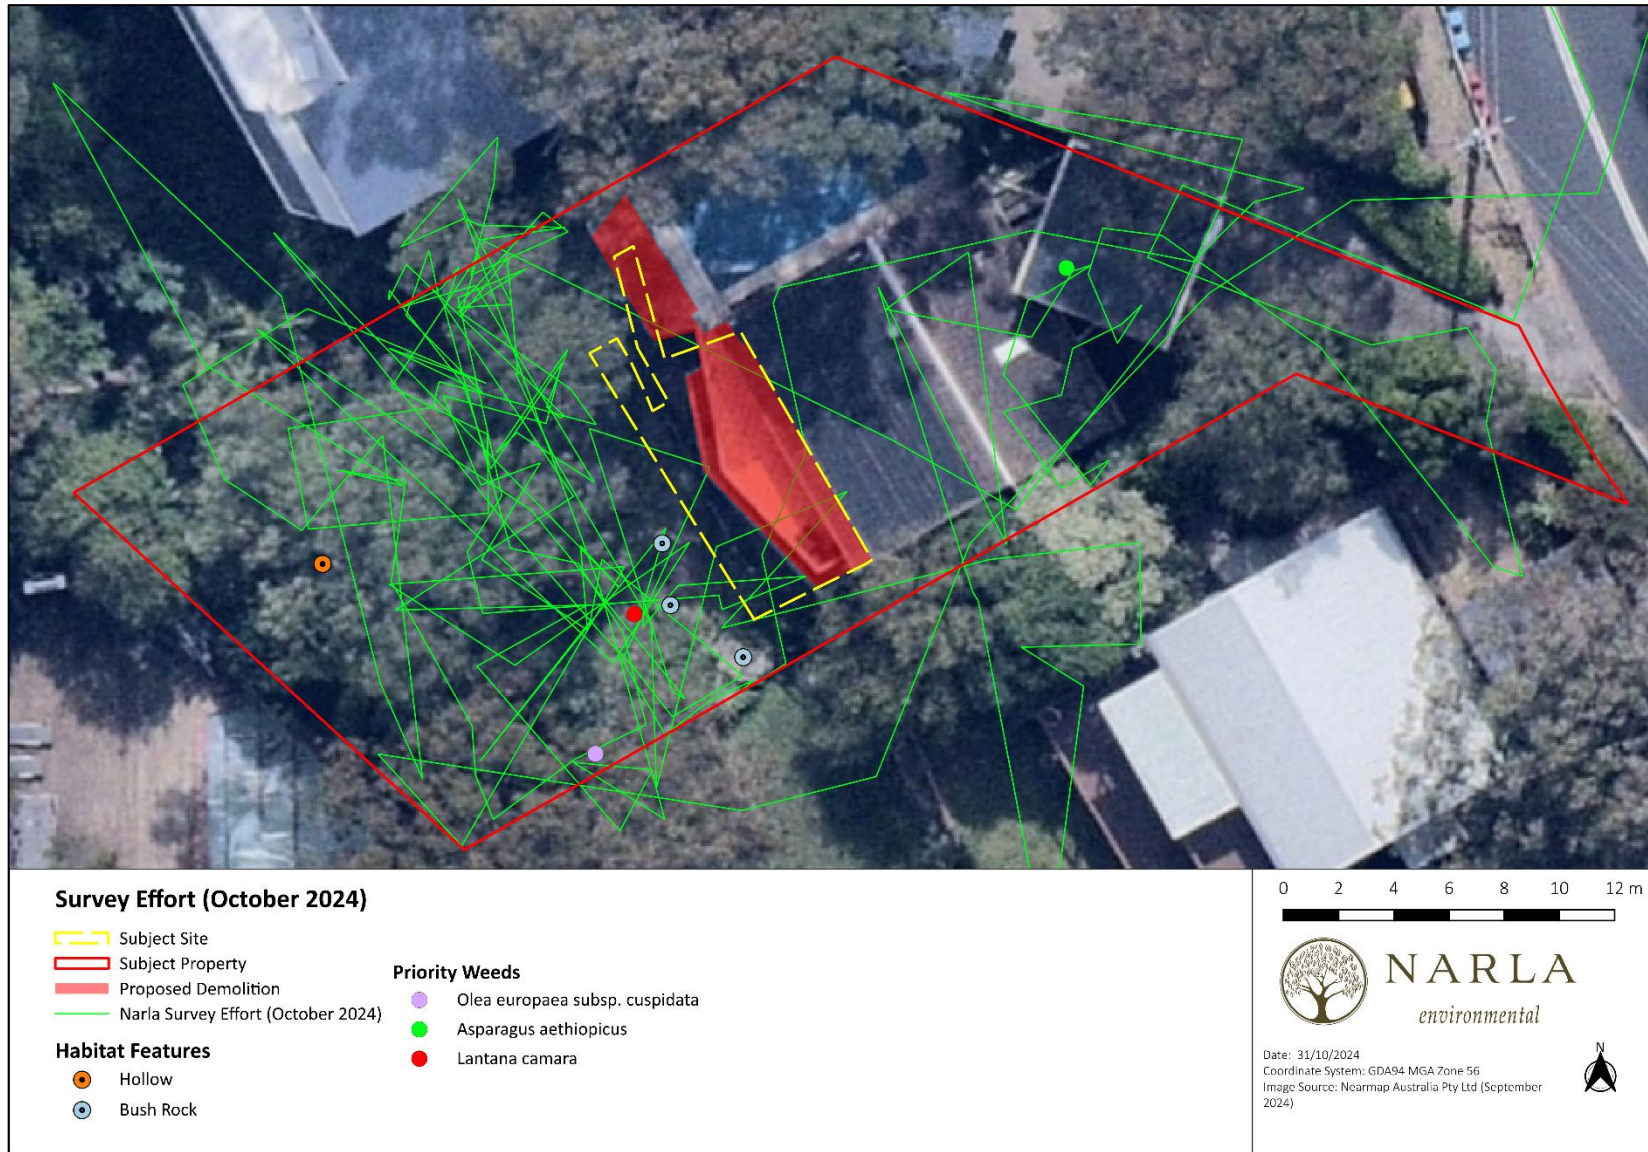 Survey Effort (October 2024)
Subject Site
Subject Property
Proposed Demolition
Narla Survey Effort (October 2024)
Habitat Features
Hollow
Bush Rock
Priority Weeds
Olea europaea subsp. cuspidata
Asparagus aethiopicus
Lantana camara
0 2 4 6 8 10 12 m
NARLA
environmental
Date: 31/10/2024
Coordinate System: GDA94 MGA Zone 56
Image Source: Nearmap Australia Pty Ltd (September
2024)
N